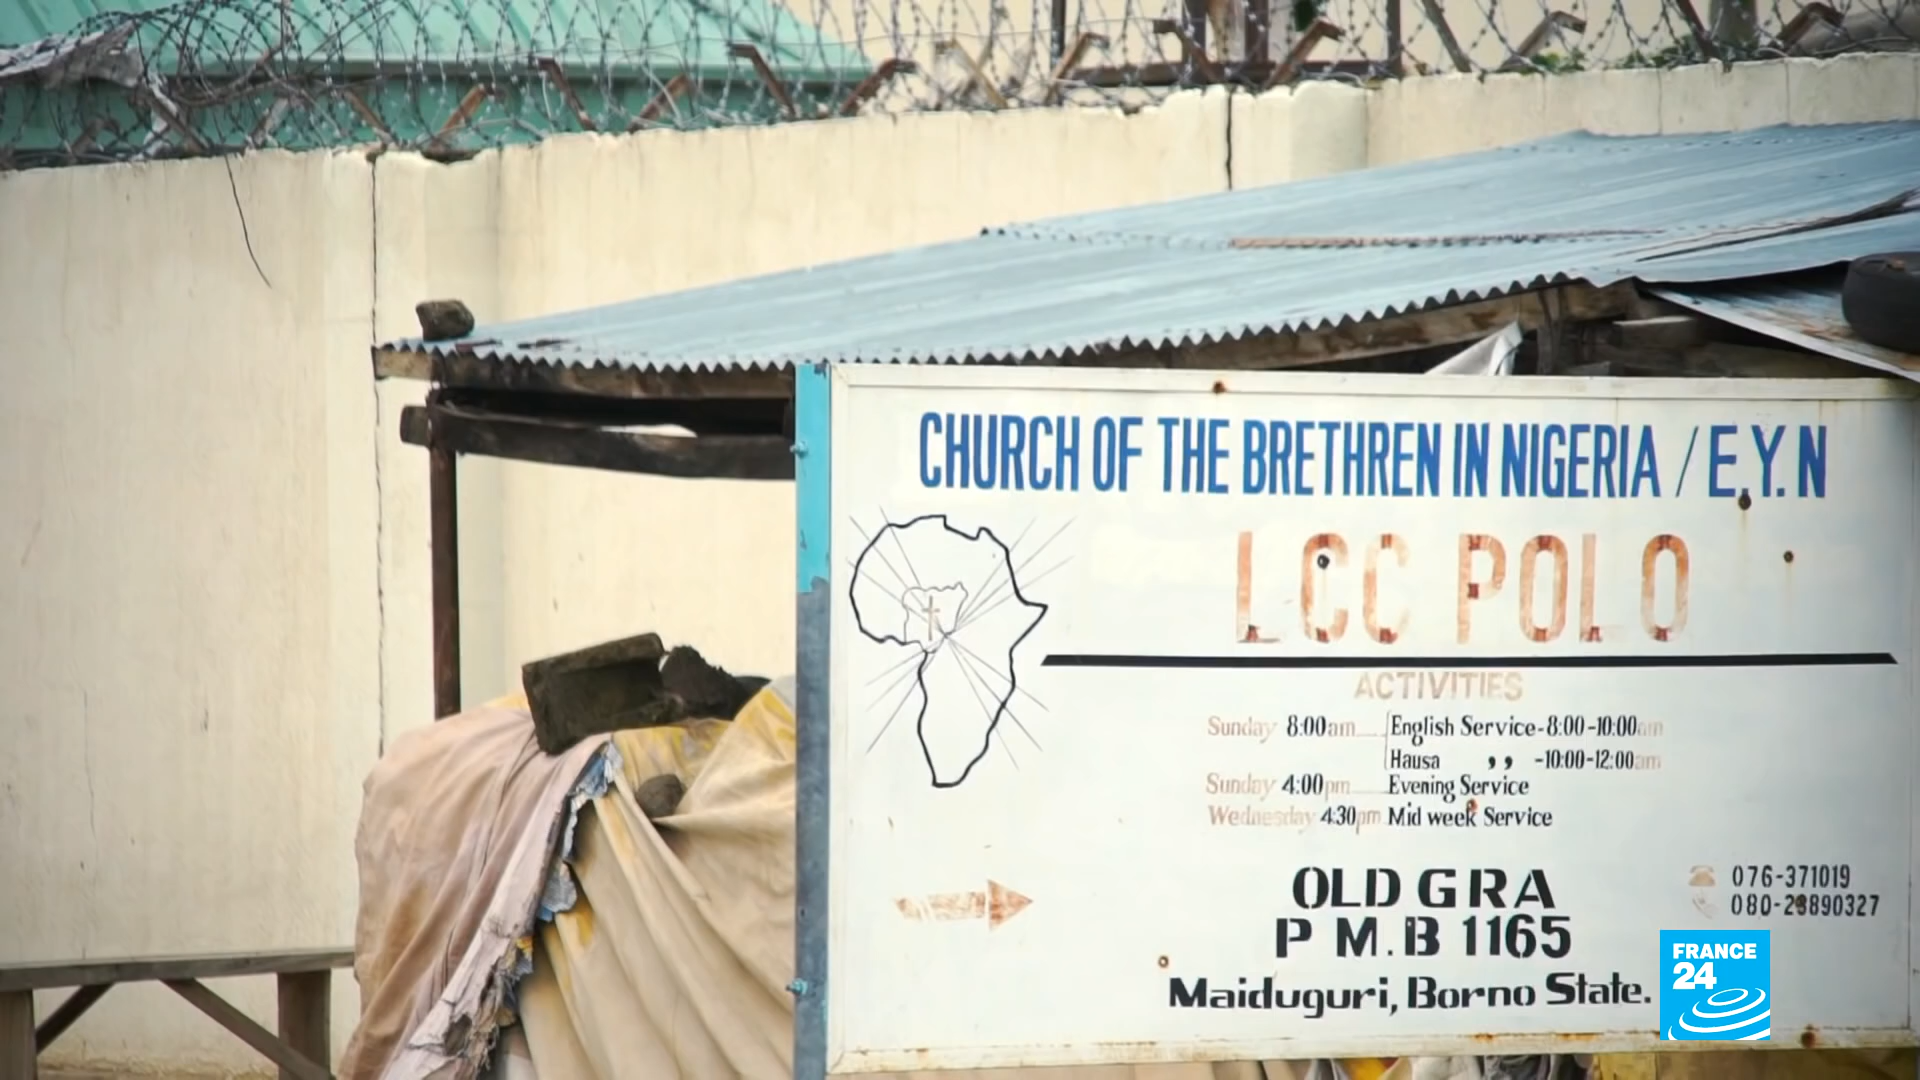 CHURCH OF THE BRETHREN IN NIGERIA / E.Y.N
LCC POLO
ACTIVITIES
Sunday 8:00am English Service-8:00-10:00am
Hausa ,, -10:00-12:00am
Sunday 4:00pm Evening Service
Wednesday 4:30pm Mid week Service
OLD GRA
P M.B 1165
Maiduguri, Borno State.
076-371019
080-23890327
FRANCE
24